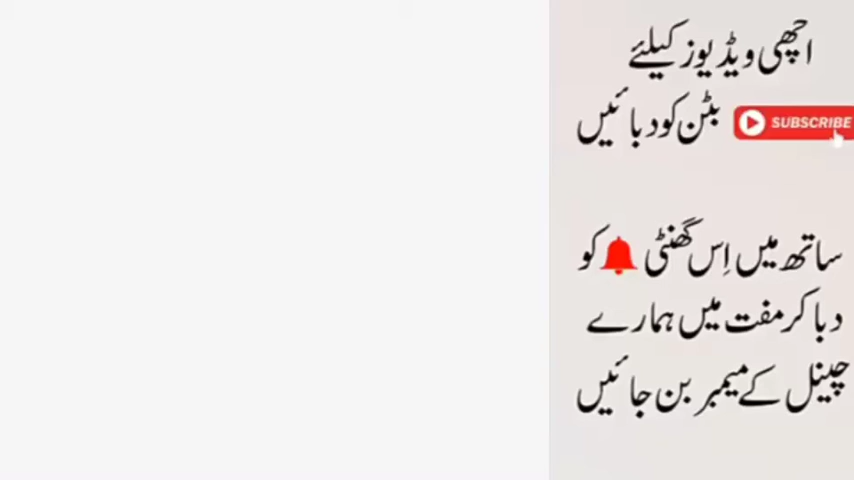 اچھی ویڈیوز کیلئے
SUBSCRIBE بٹن کو دبائیں
ساتھ میں اِس گھنٹی کو
دبا کر مفت میں ہمارے
چینل کے میمبر بن جائیں